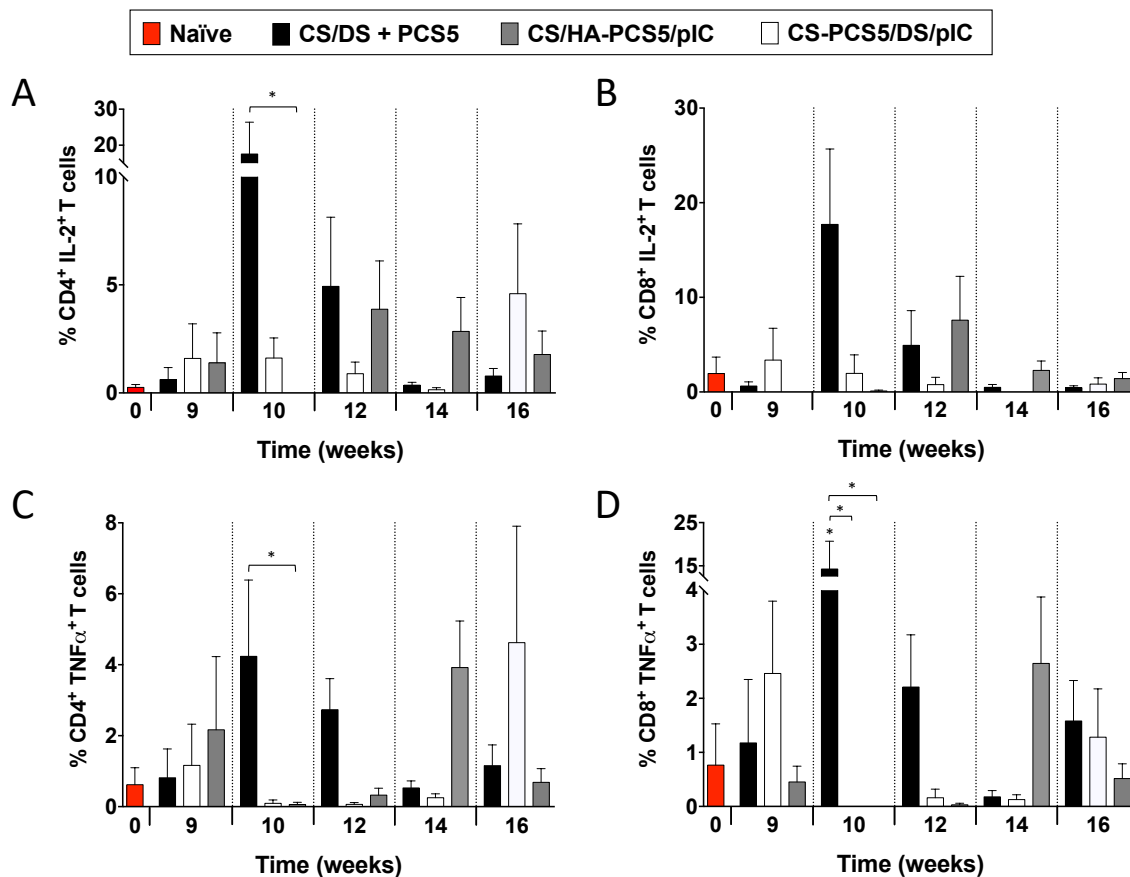 Naïve CS/DS + PCS5 CS/HA-PCS5/pIC CS-PCS5/DS/pIC
A
% CD4+ IL-2+ T cells
30
20
10
5
0
*
0 9 10 12 14 16
Time (weeks)
B
% CD8+ IL-2+ T cells
30
20
10
0
0 9 10 12 14 16
Time (weeks)
C
% CD4+ TNFα+ T cells
8
6
4
2
0
*
0 9 10 12 14 16
Time (weeks)
D
% CD8+ TNFα+ T cells
25
15
4
3
2
1
0
*
*
*
0 9 10 12 14 16
Time (weeks)